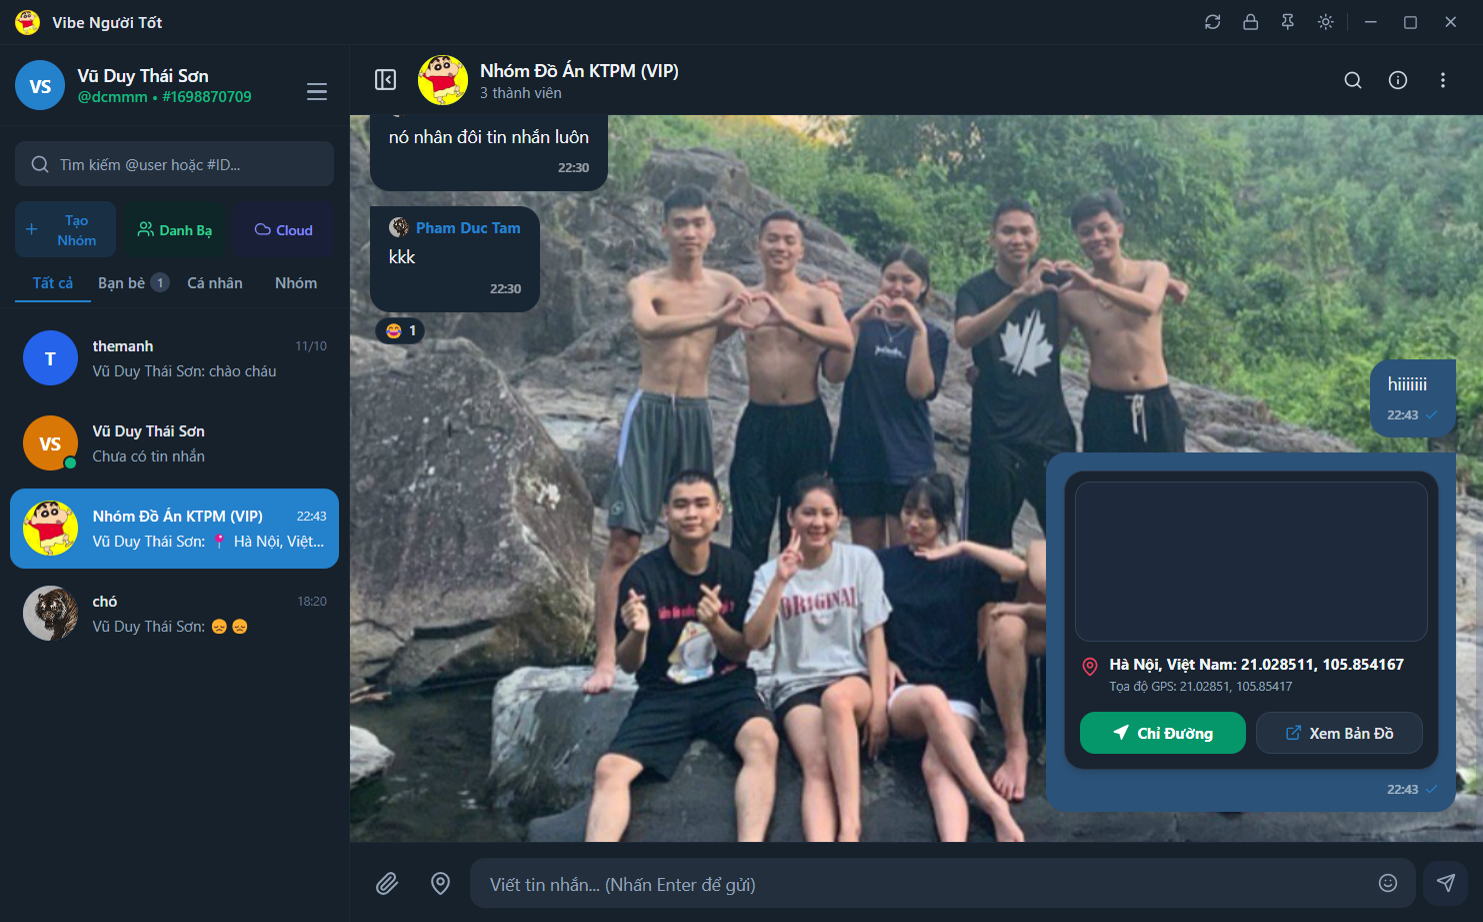 Vibe Người Tốt
VS
Vũ Duy Thái Sơn
@dcmmm • #1698870709
Tìm kiếm @user hoặc #ID...
Tạo
Nhóm
Danh Bạ
Cloud
Tất cả
Bạn bè 1
Cá nhân
Nhóm
T
themanh
11/10
Vũ Duy Thái Sơn: chào cháu
VS
Vũ Duy Thái Sơn
Chưa có tin nhắn
Nhóm Đồ Án KTPM (VIP)
22:43
Vũ Duy Thái Sơn: 📍 Hà Nội, Việt...
chó
18:20
Vũ Duy Thái Sơn: 😞 😞
Nhóm Đồ Án KTPM (VIP)
3 thành viên
nó nhân đôi tin nhắn luôn
22:30
Pham Duc Tam
kkk
22:30
😂 1
hiiiiiii
22:43
ORIGINAL
Hà Nội, Việt Nam: 21.028511, 105.854167
Tọa độ GPS: 21.02851, 105.85417
Chỉ Đường
Xem Bản Đồ
22:43
Viết tin nhắn... (Nhấn Enter để gửi)